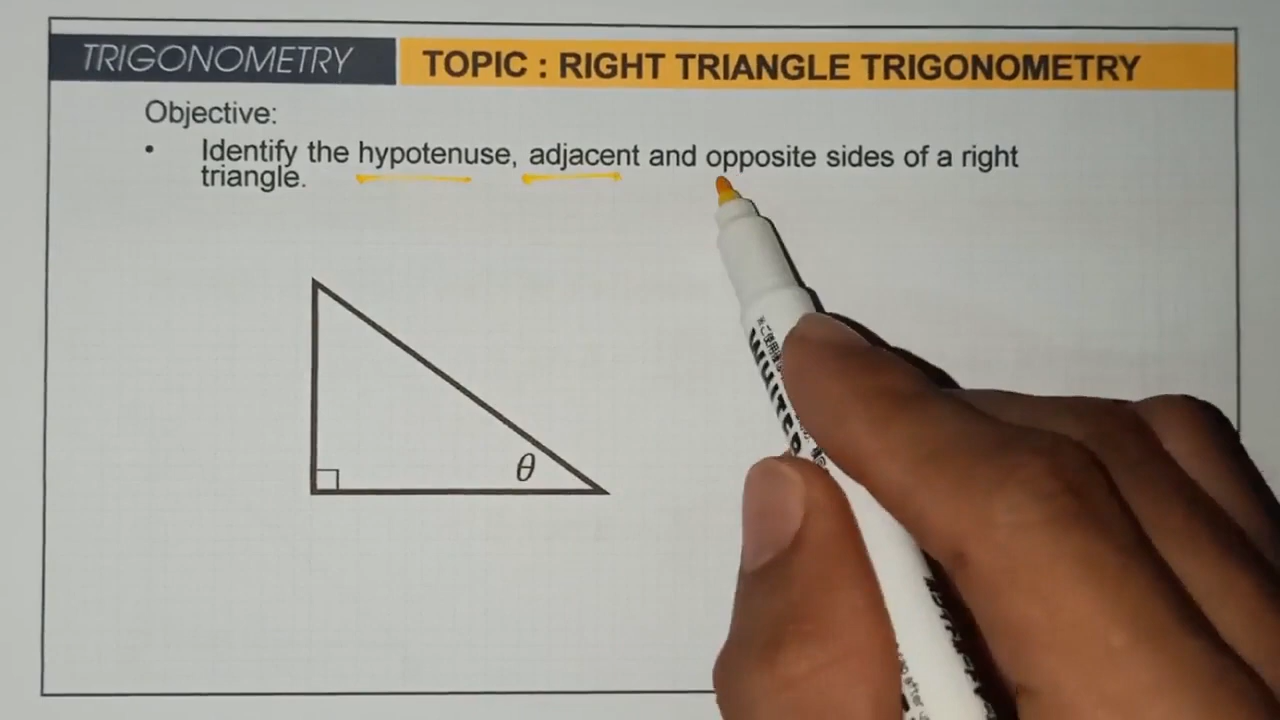 TRIGONOMETRY
TOPIC : RIGHT TRIANGLE TRIGONOMETRY
Objective:
• Identify the hypotenuse, adjacent and opposite sides of a right
triangle.
θ